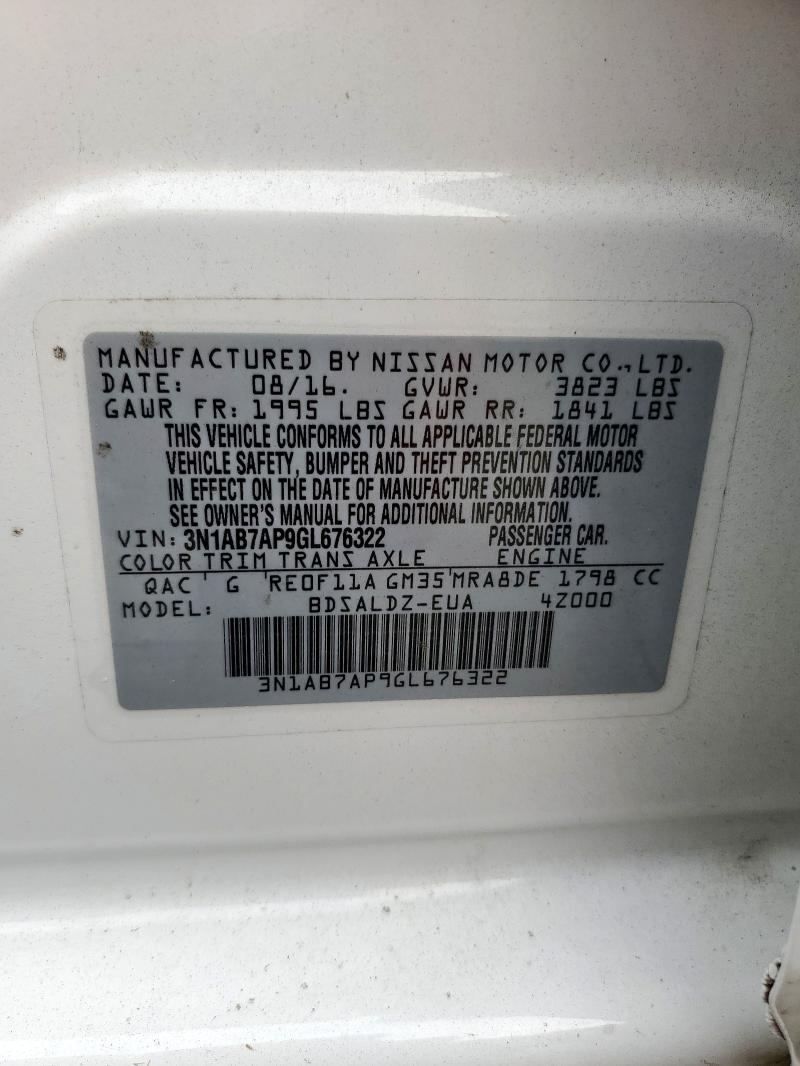 MANUFACTURED BY NISSAN MOTOR CO., LTD.
DATE: 08/16. GVWR: 3823 LBS
GAWR FR: 1995 LBS GAWR RR: 1841 LBS
THIS VEHICLE CONFORMS TO ALL APPLICABLE FEDERAL MOTOR
VEHICLE SAFETY, BUMPER AND THEFT PREVENTION STANDARDS
IN EFFECT ON THE DATE OF MANUFACTURE SHOWN ABOVE.
SEE OWNER'S MANUAL FOR ADDITIONAL INFORMATION.
VIN: 3N1AB7AP9GL676322 PASSENGER CAR.
COLOR TRIM TRANS AXLE ENGINE
QAC G RE0F11A GM35 MRA8DE 1798 CC
MODEL: BDSALDZ-EUA 4Z000
3N1AB7AP9GL676322